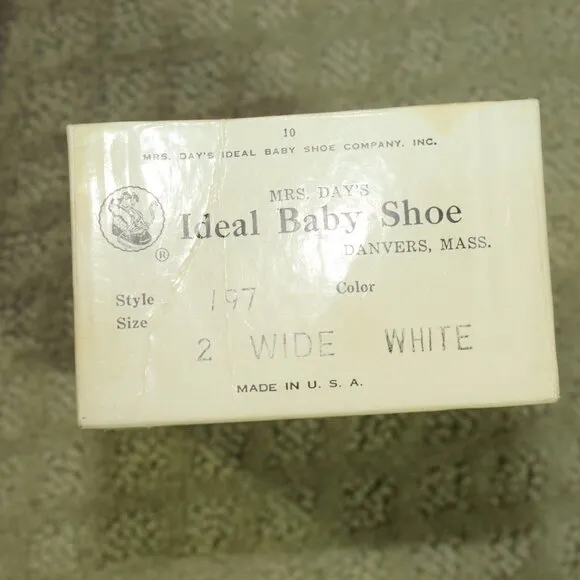 10
MRS. DAY'S IDEAL BABY SHOE COMPANY, INC.
MRS. DAY'S
Ideal Baby Shoe
®
DANVERS, MASS.
Style 197 Color
Size
2 WIDE WHITE
MADE IN U. S. A.